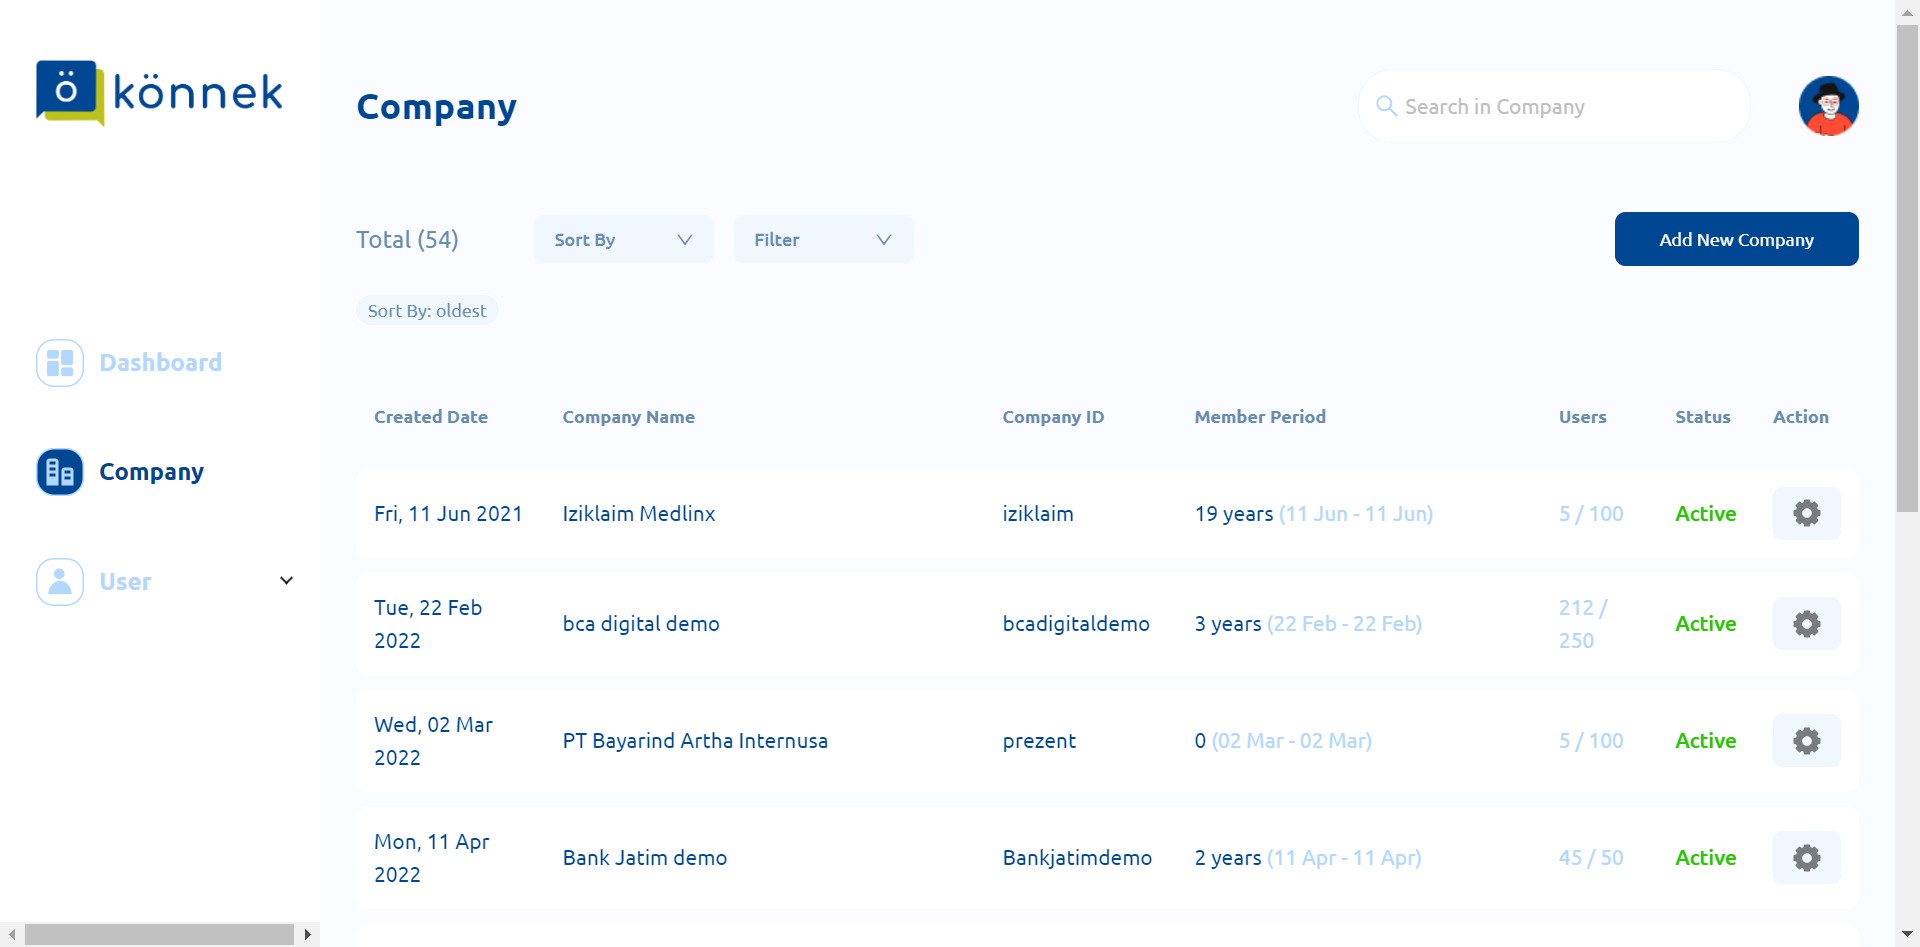 ö könnek
Company
Search in Company
Total (54)
Sort By
Filter
Add New Company
Sort By: oldest
Dashboard
Company
User
Created Date Company Name Company ID Member Period Users Status Action
Fri, 11 Jun 2021 Iziklaim Medlinx iziklaim 19 years (11 Jun - 11 Jun) 5 / 100 Active
Tue, 22 Feb
2022
bca digital demo bcadigitaldemo 3 years (22 Feb - 22 Feb)
212 /
250
Active
Wed, 02 Mar
2022
PT Bayarind Artha Internusa prezent 0 (02 Mar - 02 Mar) 5 / 100 Active
Mon, 11 Apr
2022
Bank Jatim demo Bankjatimdemo 2 years (11 Apr - 11 Apr) 45 / 50 Active